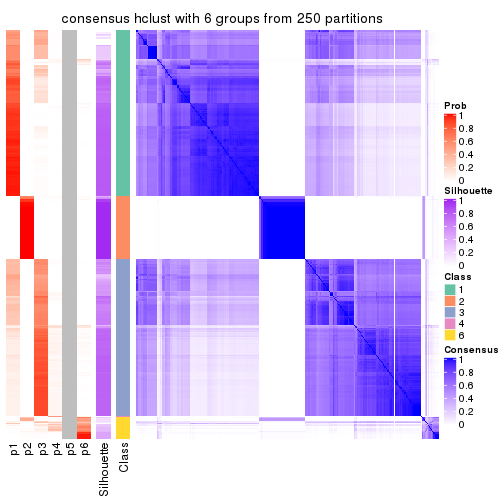 consensus hclust with 6 groups from 250 partitions
Prob
1
0.8
0.6
0.4
0.2
0
Silhouette
1
0.8
0.6
0.4
0.2
0
Class
1
2
3
4
6
Consensus
1
0.8
0.6
0.4
0.2
0
p1
p2
p3
p4
p5
p6
Silhouette
Class